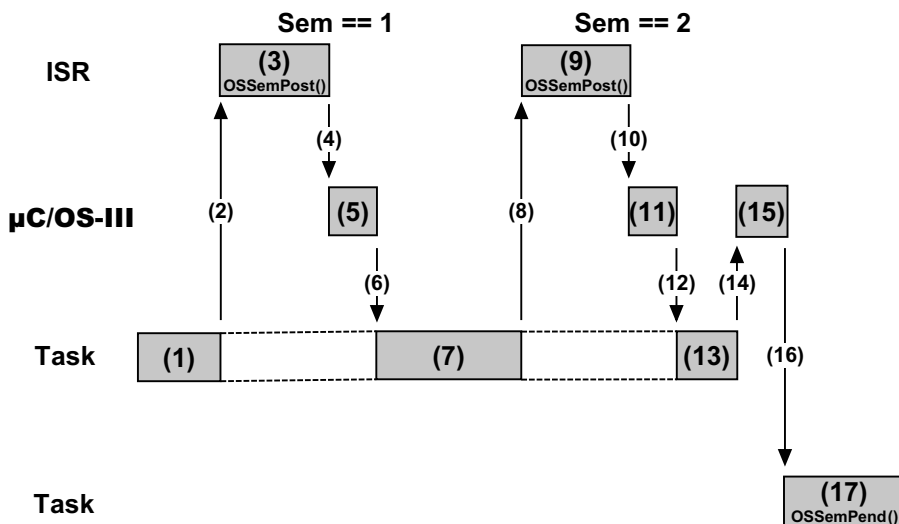 Sem == 1
Sem == 2
ISR
(3)
OSSemPost()
(9)
OSSemPost()
(4)
(10)
µC/OS-III
(2)
(5)
(8)
(11)
(15)
(6)
(12)
(14)
Task
(1)
(7)
(13)
(16)
Task
(17)
OSSemPend()